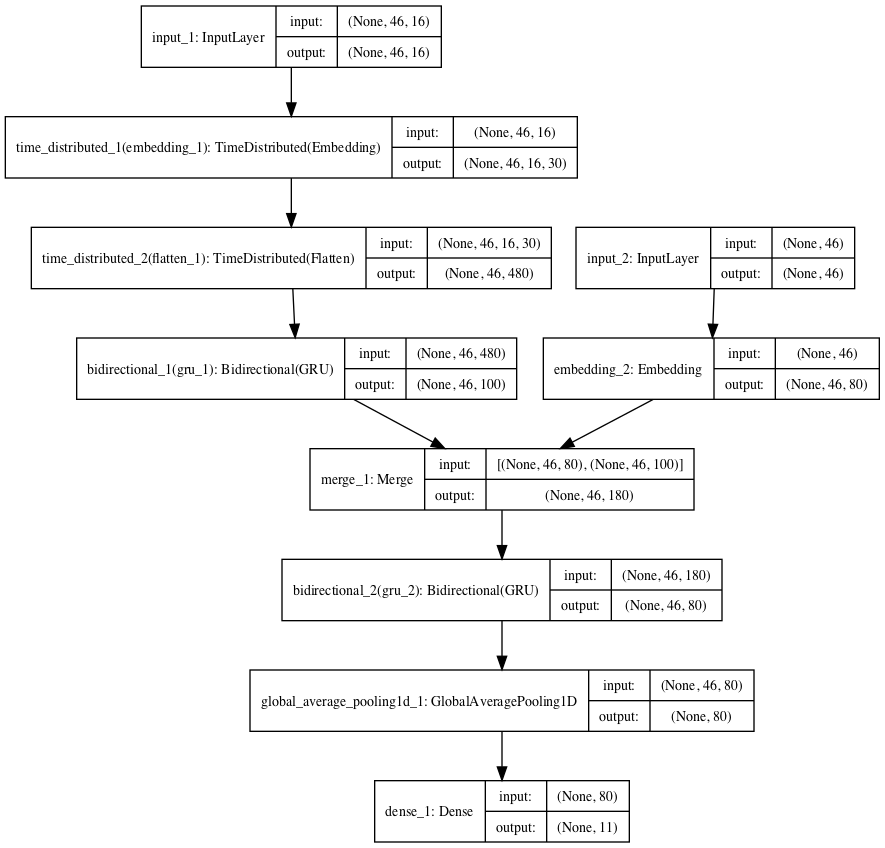 input_1: InputLayer
input: (None, 46, 16)
output: (None, 46, 16)
time_distributed_1(embedding_1): TimeDistributed(Embedding)
input: (None, 46, 16)
output: (None, 46, 16, 30)
time_distributed_2(flatten_1): TimeDistributed(Flatten)
input: (None, 46, 16, 30)
output: (None, 46, 480)
input_2: InputLayer
input: (None, 46)
output: (None, 46)
bidirectional_1(gru_1): Bidirectional(GRU)
input: (None, 46, 480)
output: (None, 46, 100)
embedding_2: Embedding
input: (None, 46)
output: (None, 46, 80)
merge_1: Merge
input: [(None, 46, 80), (None, 46, 100)]
output: (None, 46, 180)
bidirectional_2(gru_2): Bidirectional(GRU)
input: (None, 46, 180)
output: (None, 46, 80)
global_average_pooling1d_1: GlobalAveragePooling1D
input: (None, 46, 80)
output: (None, 80)
dense_1: Dense
input: (None, 80)
output: (None, 11)